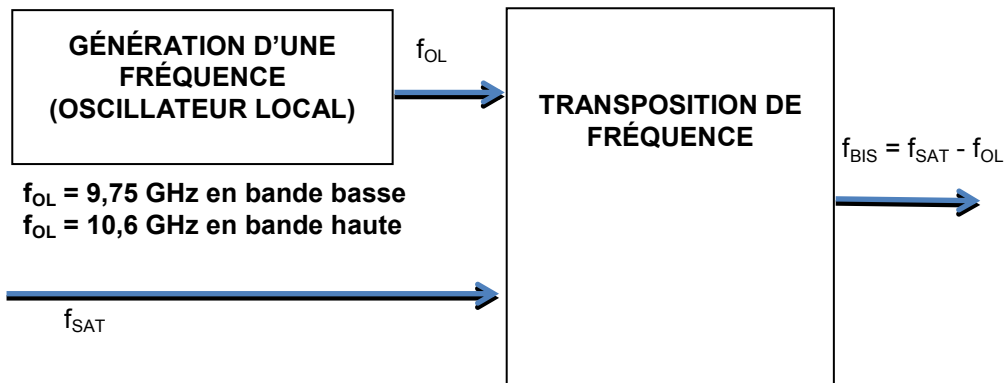 GÉNÉRATION D’UNE
FRÉQUENCE
(OSCILLATEUR LOCAL)
f_OL
TRANSPOSITION DE
FRÉQUENCE
f_BIS = f_SAT - f_OL
f_OL = 9,75 GHz en bande basse
f_OL = 10,6 GHz en bande haute
f_SAT